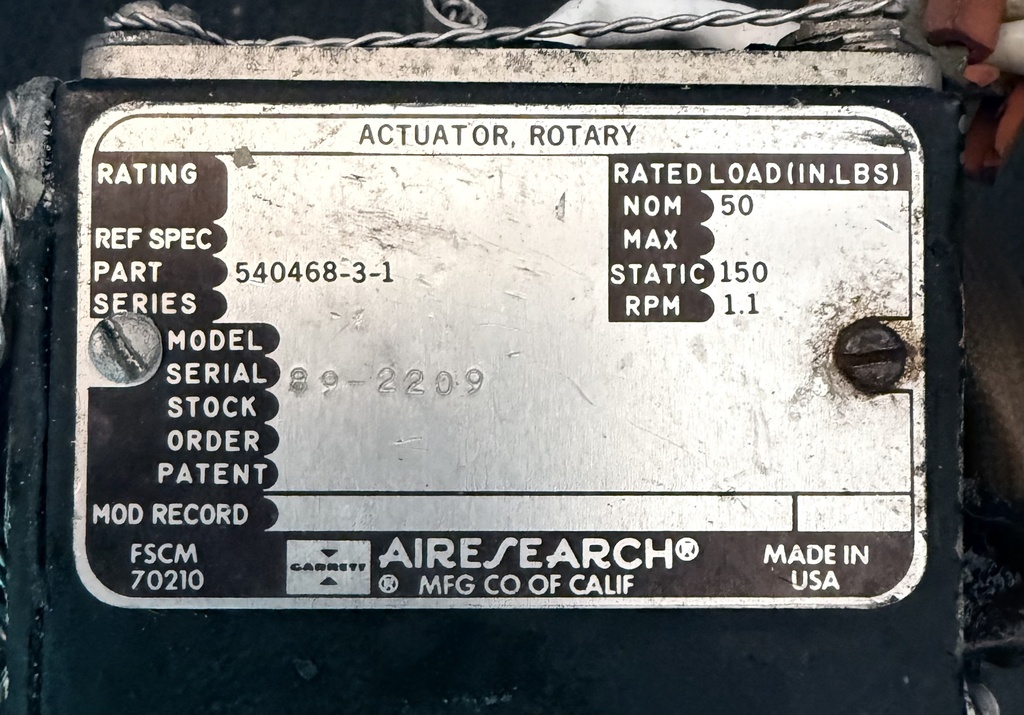 ACTUATOR, ROTARY
RATING
RATED LOAD (IN.LBS)
NOM 50
REF SPEC
MAX
PART 540468-3-1
STATIC 150
SERIES
RPM 1.1
MODEL
SERIAL 89-2209
STOCK
ORDER
PATENT
MOD RECORD
FSCM
70210
GARRETT
AIRESEARCH®
® MFG CO OF CALIF
MADE IN
USA